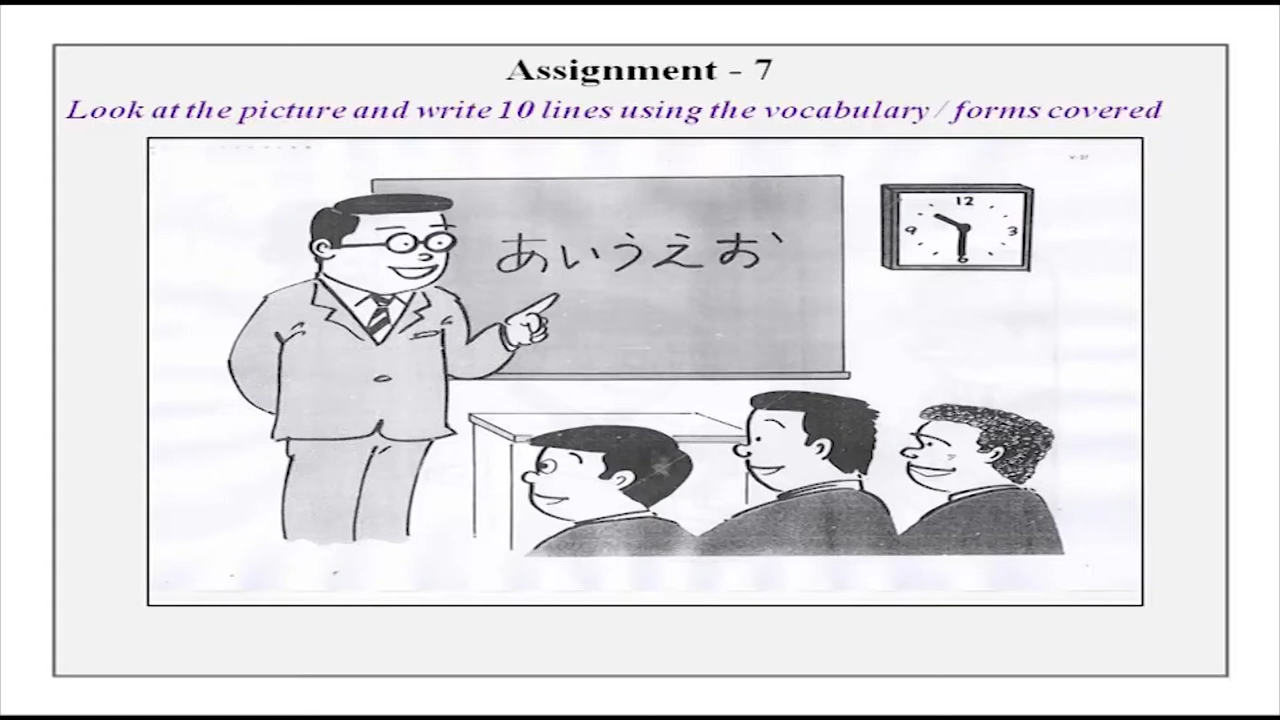 Assignment - 7
Look at the picture and write 10 lines using the vocabulary / forms covered
あいうえお
12
9
3
6